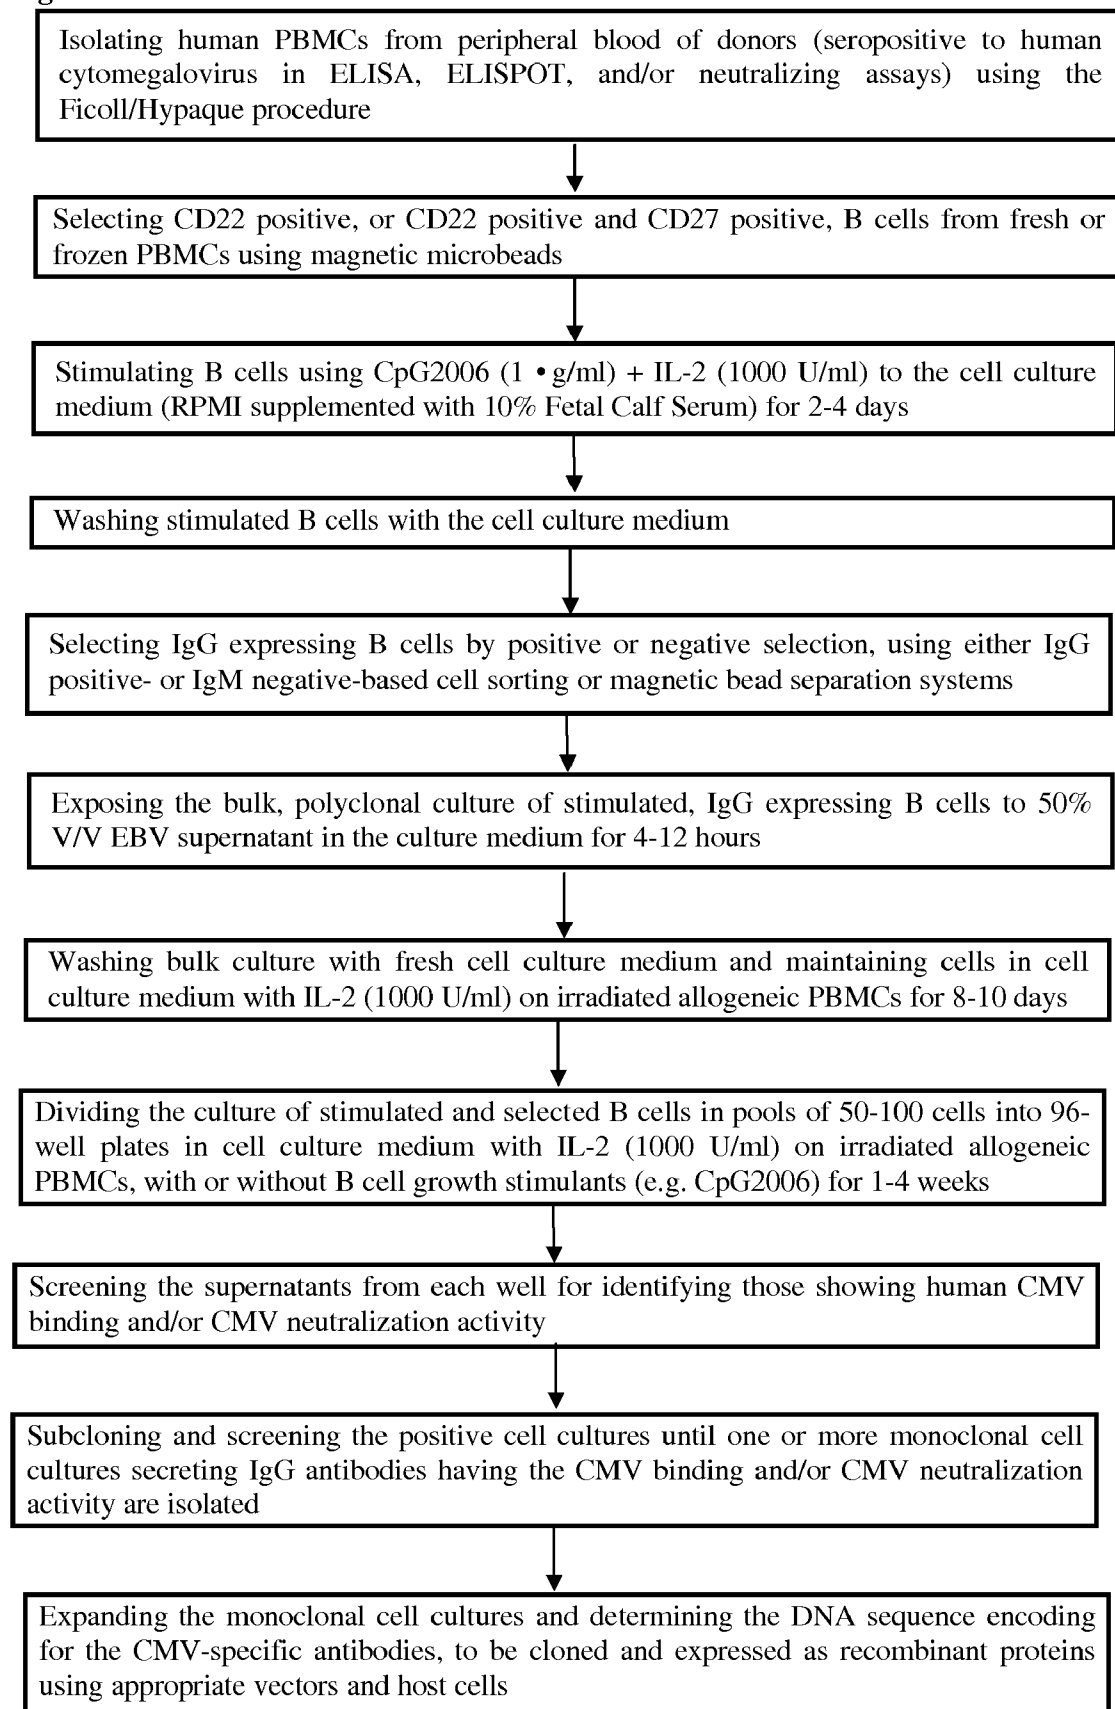 Isolating human PBMCs from peripheral blood of donors (seropositive to human
cytomegalovirus in ELISA, ELISPOT, and/or neutralizing assays) using the
Ficoll/Hypaque procedure
Selecting CD22 positive, or CD22 positive and CD27 positive, B cells from fresh or
frozen PBMCs using magnetic microbeads
Stimulating B cells using CpG2006 (1 •g/ml) + IL-2 (1000 U/ml) to the cell culture
medium (RPMI supplemented with 10% Fetal Calf Serum) for 2-4 days
Washing stimulated B cells with the cell culture medium
Selecting IgG expressing B cells by positive or negative selection, using either IgG
positive- or IgM negative-based cell sorting or magnetic bead separation systems
Exposing the bulk, polyclonal culture of stimulated, IgG expressing B cells to 50%
V/V EBV supernatant in the culture medium for 4-12 hours
Washing bulk culture with fresh cell culture medium and maintaining cells in cell
culture medium with IL-2 (1000 U/ml) on irradiated allogeneic PBMCs for 8-10 days
Dividing the culture of stimulated and selected B cells in pools of 50-100 cells into 96-
well plates in cell culture medium with IL-2 (1000 U/ml) on irradiated allogeneic
PBMCs, with or without B cell growth stimulants (e.g. CpG2006) for 1-4 weeks
Screening the supernatants from each well for identifying those showing human CMV
binding and/or CMV neutralization activity
Subcloning and screening the positive cell cultures until one or more monoclonal cell
cultures secreting IgG antibodies having the CMV binding and/or CMV neutralization
activity are isolated
Expanding the monoclonal cell cultures and determining the DNA sequence encoding
for the CMV-specific antibodies, to be cloned and expressed as recombinant proteins
using appropriate vectors and host cells